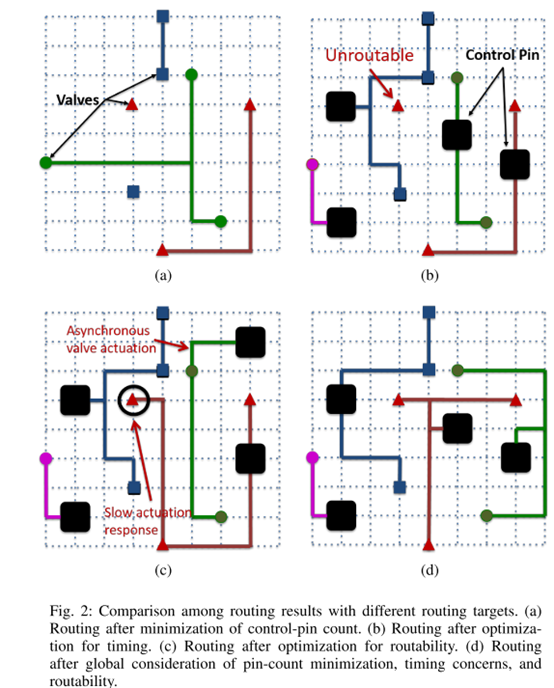 Valves
(a)
Unroutable
Control Pin
(b)
Asynchronous
valve actuation
Slow actuation
response
(c)
(d)
Fig. 2: Comparison among routing results with different routing targets. (a)
Routing after minimization of control-pin count. (b) Routing after optimiza-
tion for timing. (c) Routing after optimization for routability. (d) Routing
after global consideration of pin-count minimization, timing concerns, and
routability.